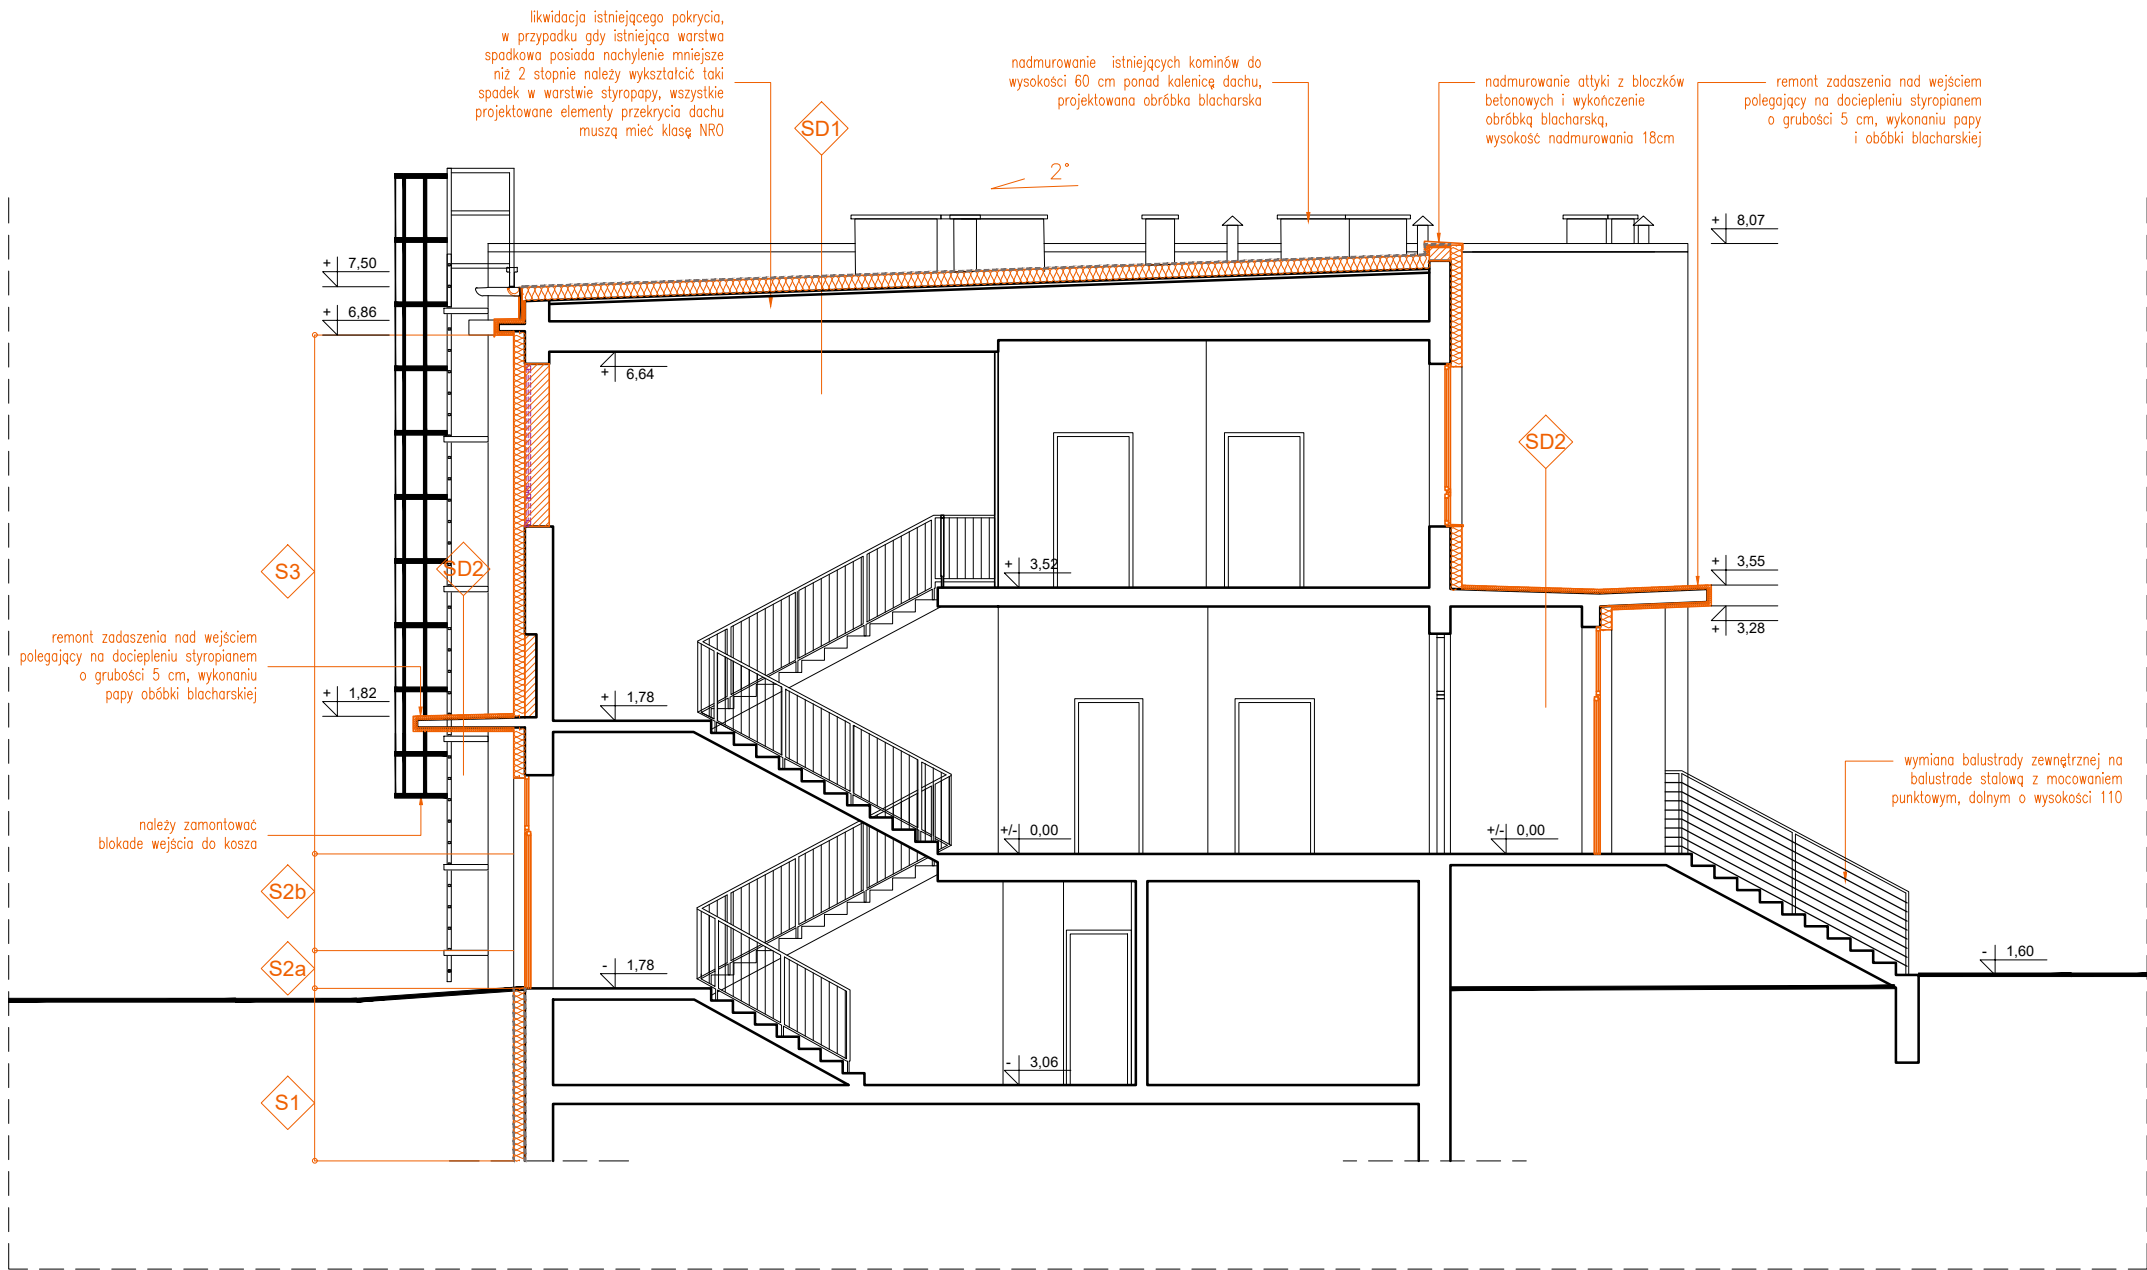 likwidacja istniejącego pokrycia,
w przypadku gdy istniejąca warstwa
spadkowa posiada nachylenie mniejsze
niż 2 stopnie należy wykształcić taki
spadek w warstwie styropapy, wszystkie
projektowane elementy przekrycia dachu
muszą mieć klasę NRO
SD1
nadmurowanie istniejących kominów do
wysokości 60 cm ponad kalenicę dachu,
projektowana obróbka blacharska
nadmurowanie attyki z bloczków
betonowych i wykończenie
obróbką blacharską,
wysokość nadmurowania 18cm
remont zadaszenia nad wejściem
polegający na dociepleniu styropianem
o grubości 5 cm, wykonaniu papy
i obóbki blacharskiej
2°
+ 8,07
+ 7,50
+ 6,86
+ 6,64
SD2
S3
SD2
+ 3,52
+ 3,55
+ 3,28
remont zadaszenia nad wejściem
polegający na dociepleniu styropianem
o grubości 5 cm, wykonaniu
papy obóbki blacharskiej
+ 1,82
+ 1,78
wymiana balustrady zewnętrznej na
balustrade stalową z mocowaniem
punktowym, dolnym o wysokości 110
należy zamontować
blokade wejścia do kosza
+/- 0,00
+/- 0,00
S2b
S2a
- 1,78
- 1,60
- 3,06
S1